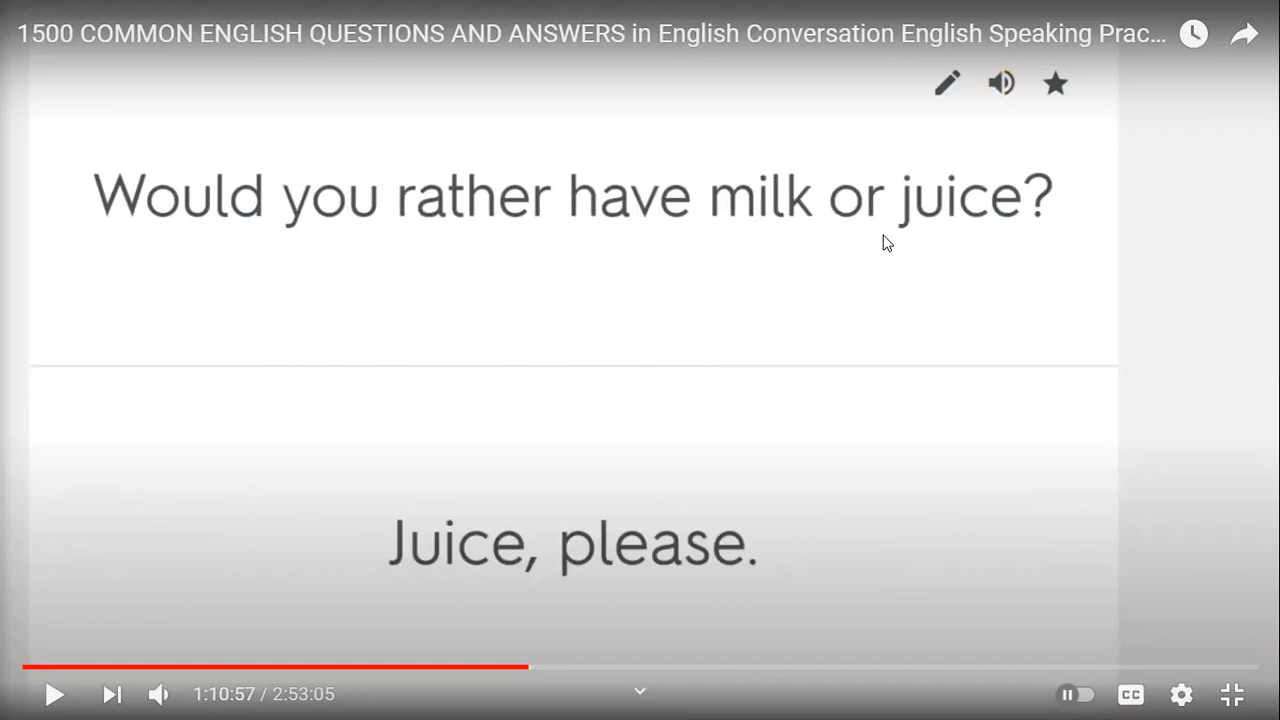 1500 COMMON ENGLISH QUESTIONS AND ANSWERS in English Conversation English Speaking Prac...
Would you rather have milk or juice?
Juice, please.
1:10:57 / 2:53:05
CC